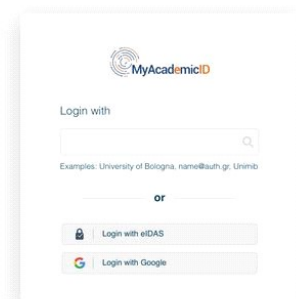 MyAcademicID
Login with
Examples: University of Bologna, name@auth.gr, Unimib
or
Login with eIDAS
Login with Google